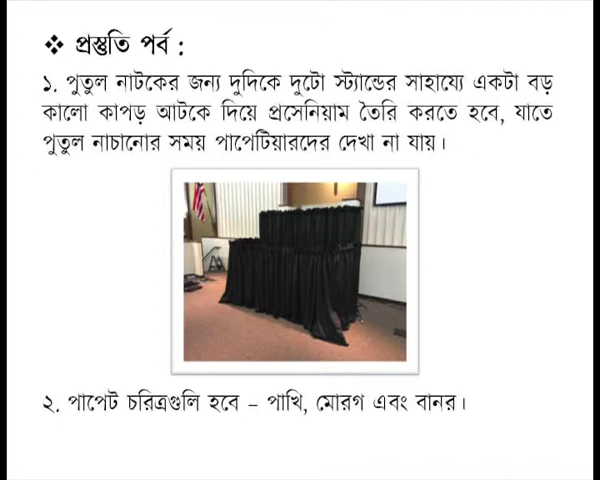 ❖ প্রস্তুতি পর্ব :
১. পুতুল নাটকের জন্য দুদিকে দুটো স্ট্যান্ডের সাহায্যে একটা বড়
কালো কাপড় আটকে দিয়ে প্রসেনিয়াম তৈরি করতে হবে, যাতে
পুতুল নাচানোর সময় পাপেটিয়ারদের দেখা না যায়।
২. পাপেট চরিত্রগুলি হবে – পাখি, মোরগ এবং বানর।